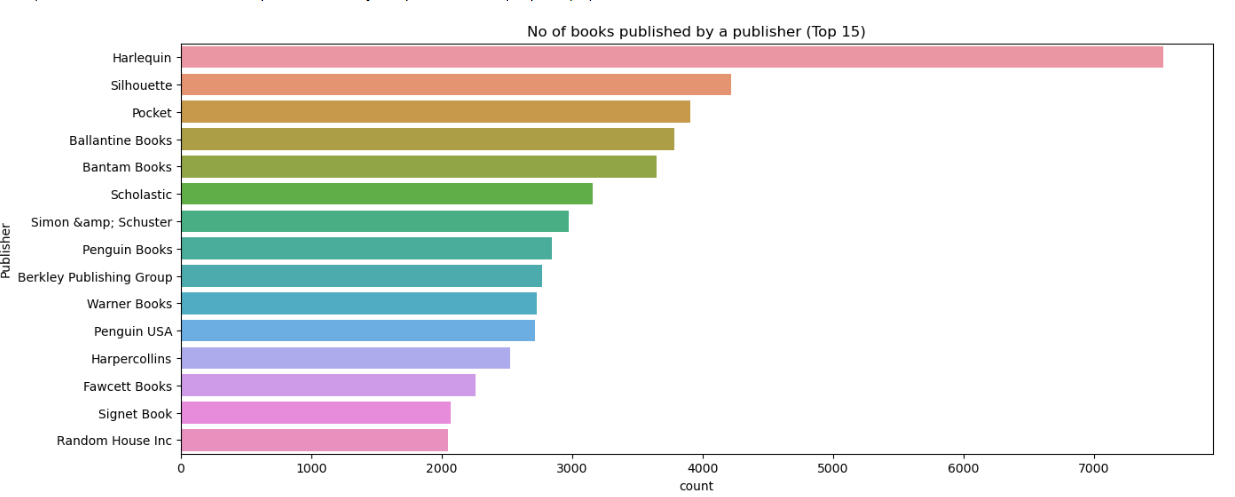 No of books published by a publisher (Top 15)
Publisher
Harlequin
Silhouette
Pocket
Ballantine Books
Bantam Books
Scholastic
Simon &amp; Schuster
Penguin Books
Berkley Publishing Group
Warner Books
Penguin USA
Harpercollins
Fawcett Books
Signet Book
Random House Inc
0 1000 2000 3000 4000 5000 6000 7000
count